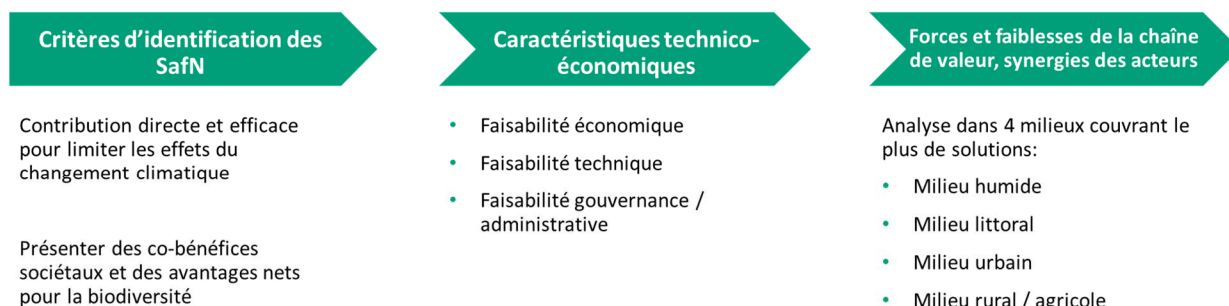 Critères d'identification des
SafN
Contribution directe et efficace
pour limiter les effets du
changement climatique
Présenter des co-bénéfices
sociétaux et des avantages nets
pour la biodiversité
Caractéristiques technico-
économiques
• Faisabilité économique
• Faisabilité technique
• Faisabilité gouvernance /
administrative
Forces et faiblesses de la chaîne
de valeur, synergies des acteurs
Analyse dans 4 milieux couvrant le
plus de solutions:
• Milieu humide
• Milieu littoral
• Milieu urbain
• Milieu rural / agricole